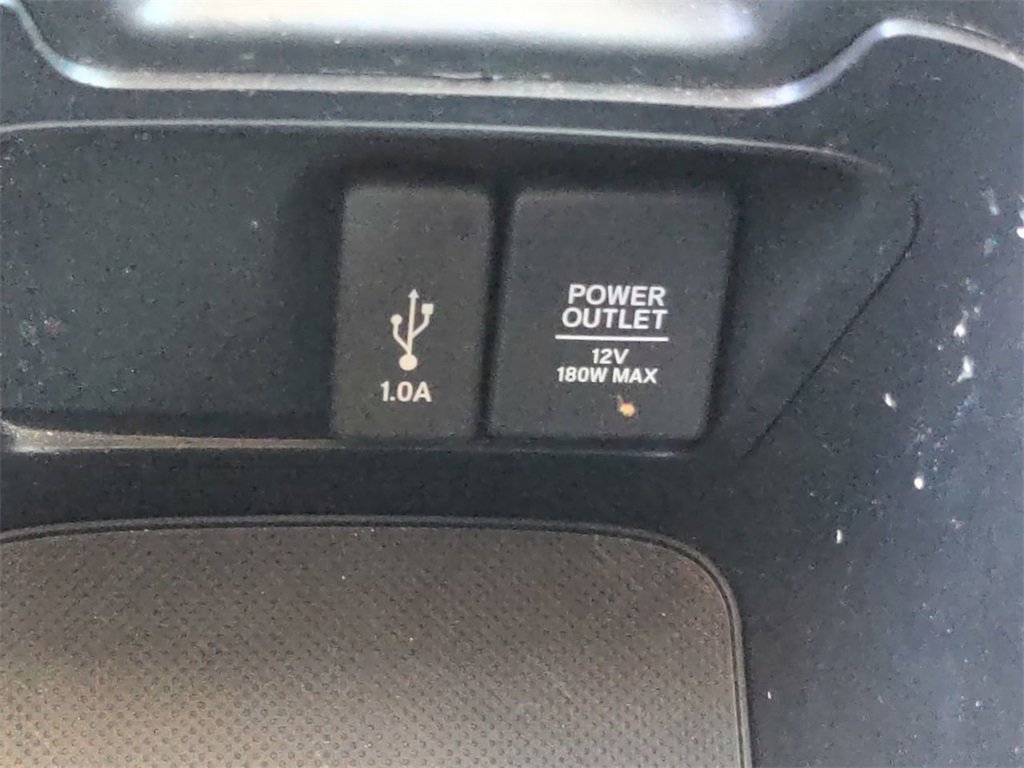 1.0A
POWER
OUTLET
12V
180W MAX